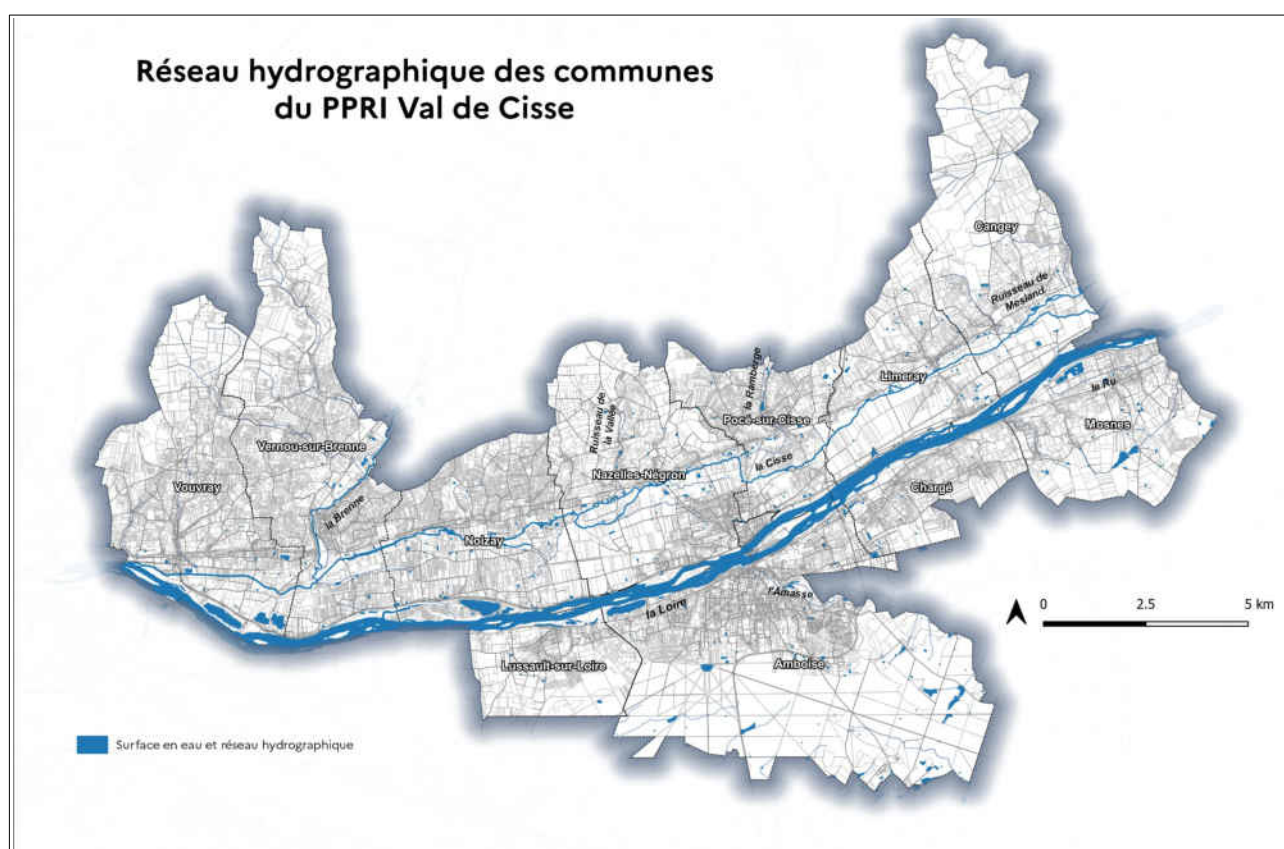 Réseau hydrographique des communes
du PPRI Val de Cisse
Cangey
Ruisseau de
Mesland
Limeray
la Ramberge
le Ru
Pocé-sur-Cisse
Mosnes
Ruisseau de
la Vallée
Vernou-sur-Brenne
la Cisse
Nazelles-Négron
Vouvray
Chargé
la Brenne
Noizay
l'Amasse
la Loire
0 2.5 5 km
Lussault-sur-Loire
Amboise
Surface en eau et réseau hydrographique